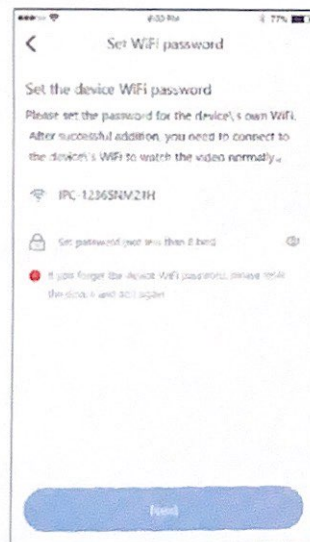 77%
Set WiFi password
Set the device WiFi password
Please set the password for the device\'s own WiFi.
After successful addition, you need to connect to
the device\'s WiFi to watch the video normally.
Set password (not less than 8 bits)
If you forget the device WiFi password, please reset
the device and add again
Next